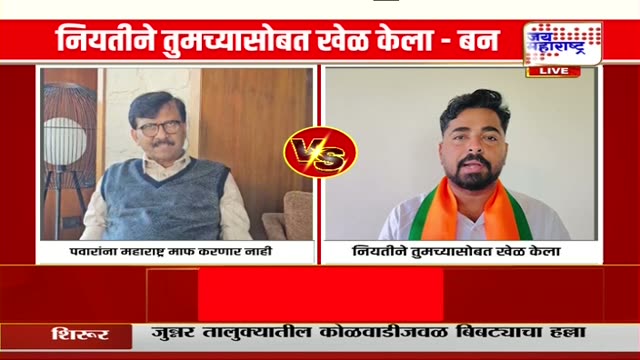 नियतीने तुमच्यासोबत खेळ केला - बन
जय
महाराष्ट्र
LIVE
VS
पवारांना महाराष्ट्र माफ करणार नाही
नियतीने तुमच्यासोबत खेळ केला
शिरूर जुन्नर तालुक्यातील कोळवाडीजवळ बिबट्याचा हल्ला